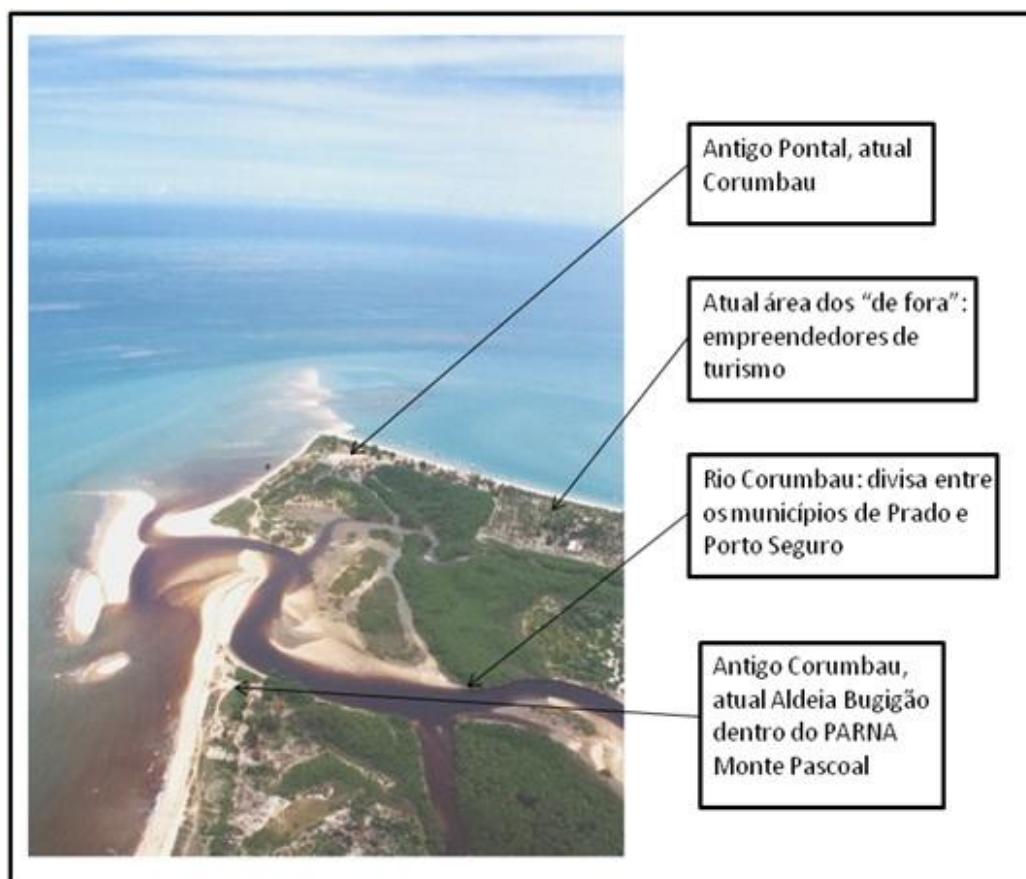 Antigo Pontal, atual
Corumbau
Atual área dos “de fora”:
empreendedores de
turismo
Rio Corumbau: divisa entre
os municípios de Prado e
Porto Seguro
Antigo Corumbau,
atual Aldeia Bugigão
dentro do PARNA
Monte Pascoal